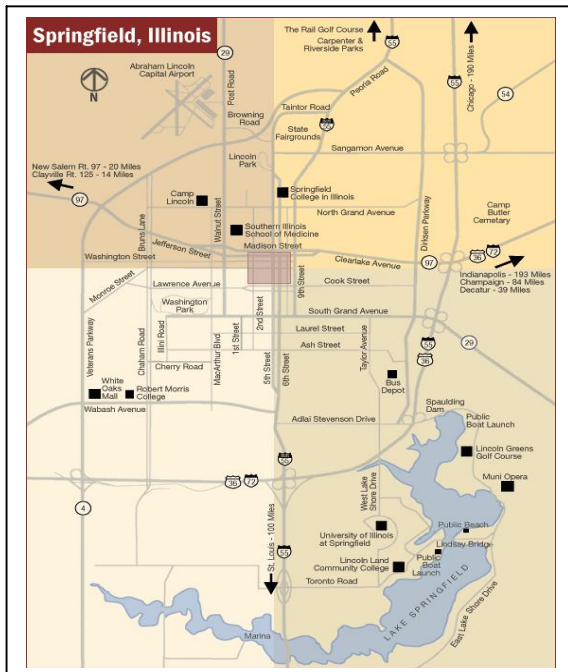 Springfield, Illinois
The Rail Golf Course
Carpenter &
Riverside Parks
55
29
N
Abraham Lincoln
Capital Airport
Post Road
Browning
Road
Taintor Road
Peoria Road
55
Chicago - 190 Miles
55
54
State
Fairgrounds
Sangamon Avenue
Lincoln
Park
New Salem Rt. 97 - 20 Miles
Clayville Rt. 125 - 14 Miles
97
Camp
Lincoln
Walnut Street
Springfield
College in Illinois
North Grand Avenue
Dirksen Parkway
Camp
Butler
Cemetary
Bruns Lane
Southern Illinois
School of Medicine
Madison Street
Jefferson Street
Washington Street
Clearlake Avenue
97
36
72
Indianapolis - 193 Miles
Champaign - 84 Miles
Decatur - 39 Miles
Monroe Street
Lawrence Avenue
9th Street
Cook Street
Washington
Park
2nd Street
South Grand Avenue
Veterans Parkway
Chaham Road
Illini Road
MacArthur Blvd
1st Street
Laurel Street
Ash Street
Taylor Avenue
55
36
29
Cherry Road
5th Street
6th Street
White
Oaks
Mall
Robert Morris
College
Bus
Depot
Wabash Avenue
Adlai Stevenson Drive
Spaulding
Dam
Public
Boat Launch
Lincoln Greens
Golf Course
55
36
72
Muni Opera
4
West Lake
Shore Drive
Public Beach
University of Illinois
at Springfield
Lindsay Bridge
55
St. Louis - 100 Miles
Lincoln Land
Community College
Public
Boat
Launch
Toronto Road
LAKE SPRINGFIELD
East Lake Shore Drive
Marina